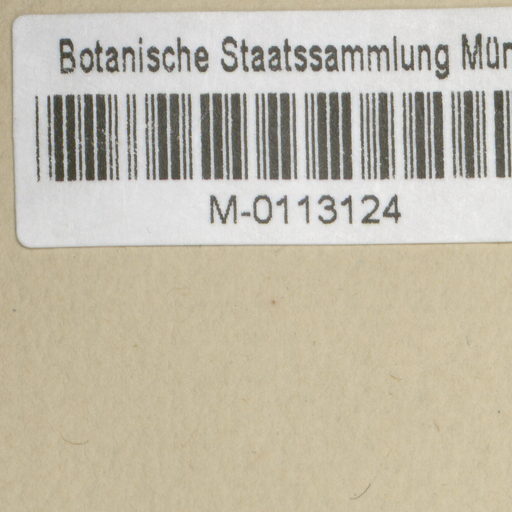 Botanische Staatssammlung Mün
M-0113124